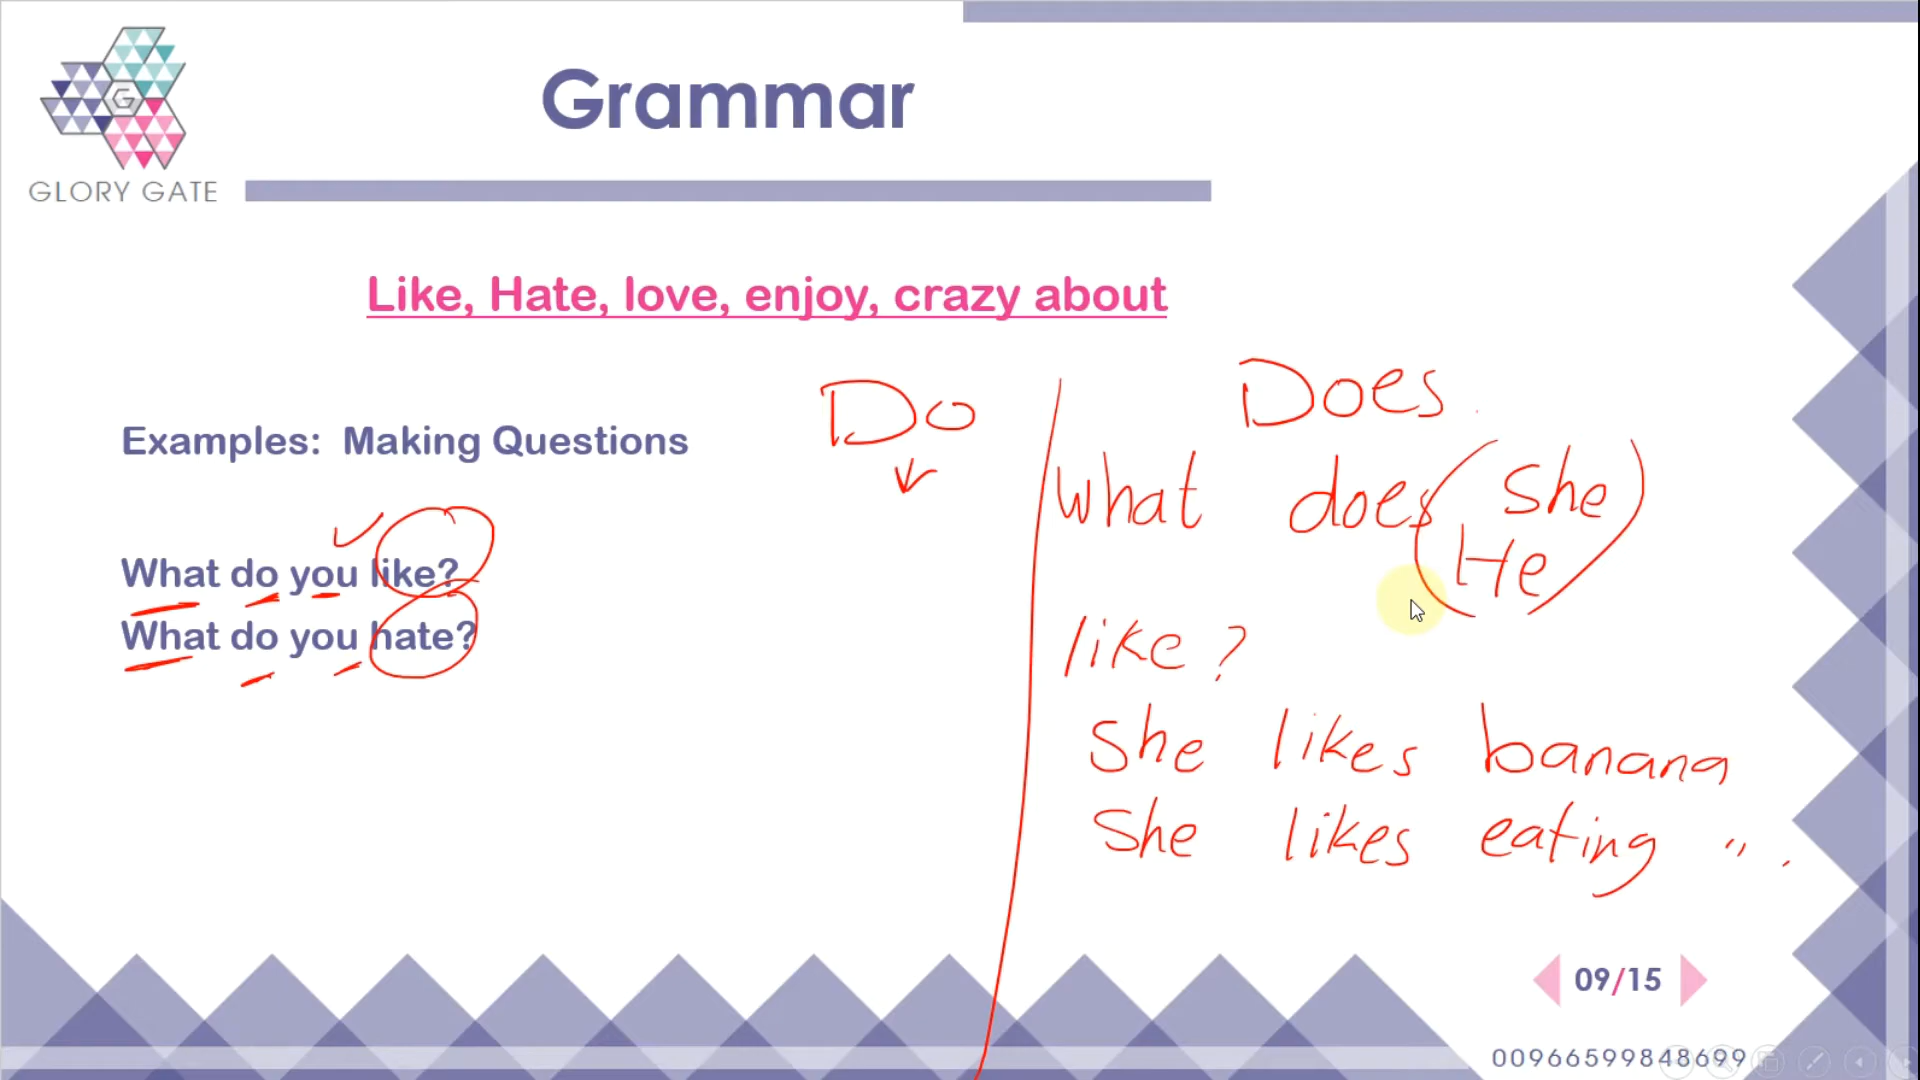 Grammar
GLORY GATE
Like, Hate, love, enjoy, crazy about
Examples: Making Questions
What do you like?
What do you hate?
Do
Does
What does (She
He)
like?
She likes banana
She likes eating " .
09/15
00966599848699